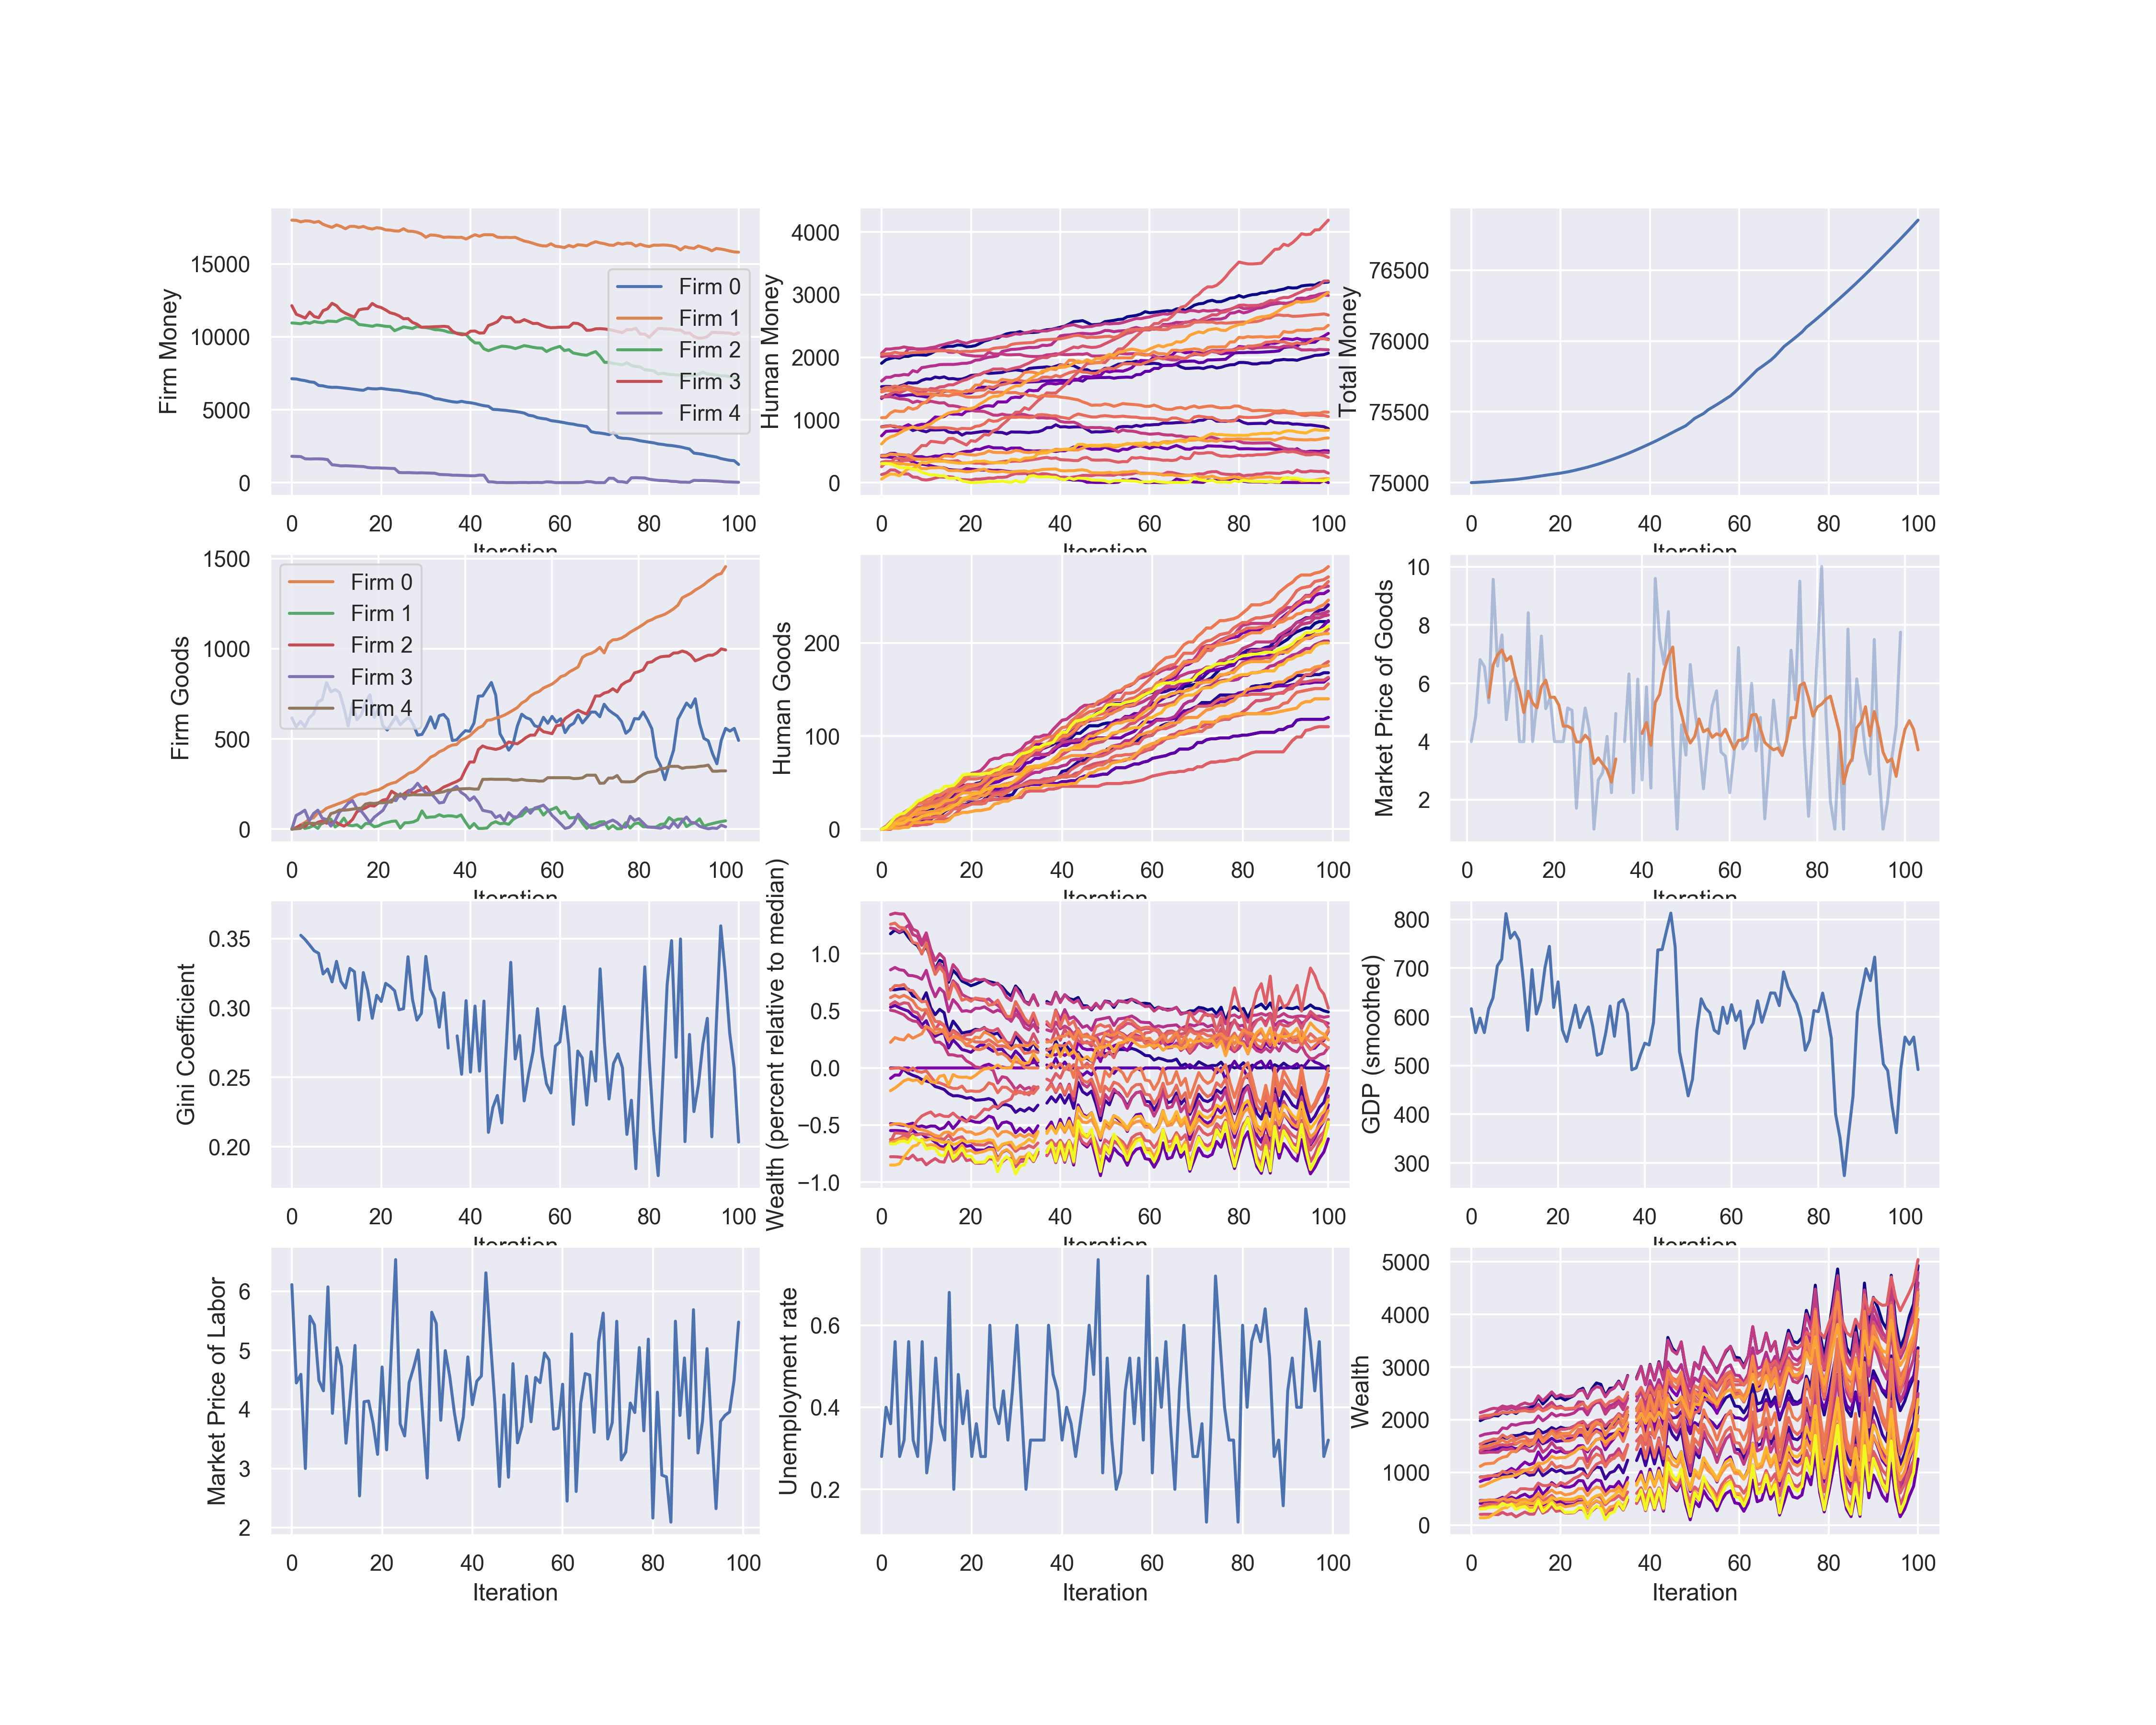 Firm Money
15000
10000
5000
0
0 20 40 60 80 100
Iteration
Firm 0
Firm 1
Firm 2
Firm 3
Firm 4
Human Money
4000
3000
2000
1000
0
0 20 40 60 80 100
Iteration
Total Money
76500
76000
75500
75000
0 20 40 60 80 100
Iteration
Firm Goods
1500
1000
500
0
0 20 40 60 80 100
Iteration
Firm 0
Firm 1
Firm 2
Firm 3
Firm 4
Human Goods
200
100
0
0 20 40 60 80 100
Iteration
Market Price of Goods
10
8
6
4
2
0 20 40 60 80 100
Iteration
Gini Coefficient
0.35
0.30
0.25
0.20
0 20 40 60 80 100
Iteration
Wealth (percent relative to median)
1.0
0.5
0.0
−0.5
−1.0
0 20 40 60 80 100
Iteration
GDP (smoothed)
800
700
600
500
400
300
0 20 40 60 80 100
Iteration
Market Price of Labor
6
5
4
3
2
0 20 40 60 80 100
Iteration
Unemployment rate
0.6
0.4
0.2
0 20 40 60 80 100
Iteration
Wealth
5000
4000
3000
2000
1000
0
0 20 40 60 80 100
Iteration